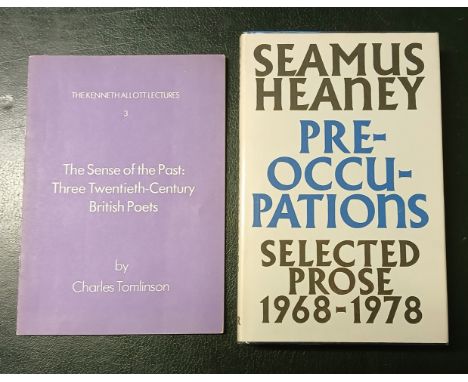 THE KENNETH ALLOTT LECTURES
3
The Sense of the Past:
Three Twentieth-Century
British Poets
by
Charles Tomlinson
SEAMUS
HEANEY
PRE-
OCCU-
PATIONS
SELECTED
PROSE
1968-1978